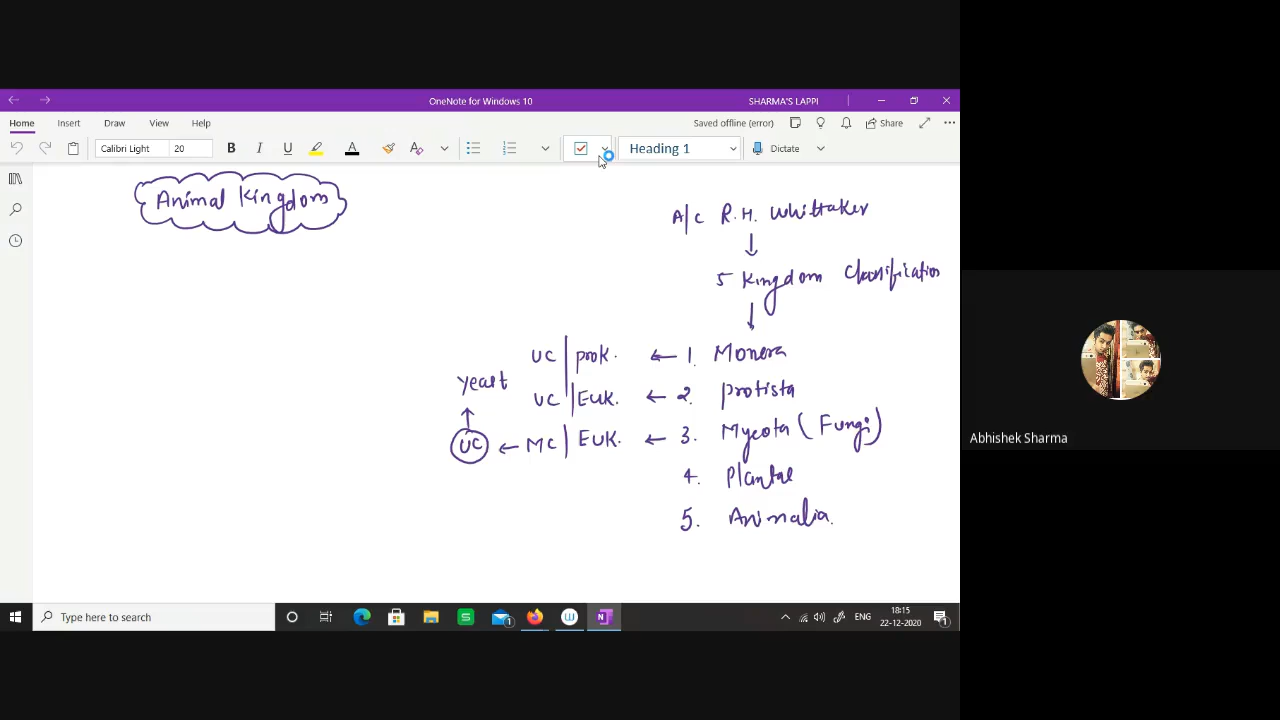 OneNote for Windows 10
SHARMA'S LAPPI
Home Insert Draw View Help
Saved offline (error)
Share
Calibri Light 20 B I U A A Heading 1 Dictate
Animal Kingdom
A/c R.H. Whittaker
5 Kingdom Classification
UC | prok. ← 1. Monera
yeast
UC | EUK. ← 2. protista
UC ← MC | EUK. ← 3. Mycota (Fungi)
4. Plantae
5. Animalia.
Abhishek Sharma
Type here to search
ENG
18:15
22-12-2020